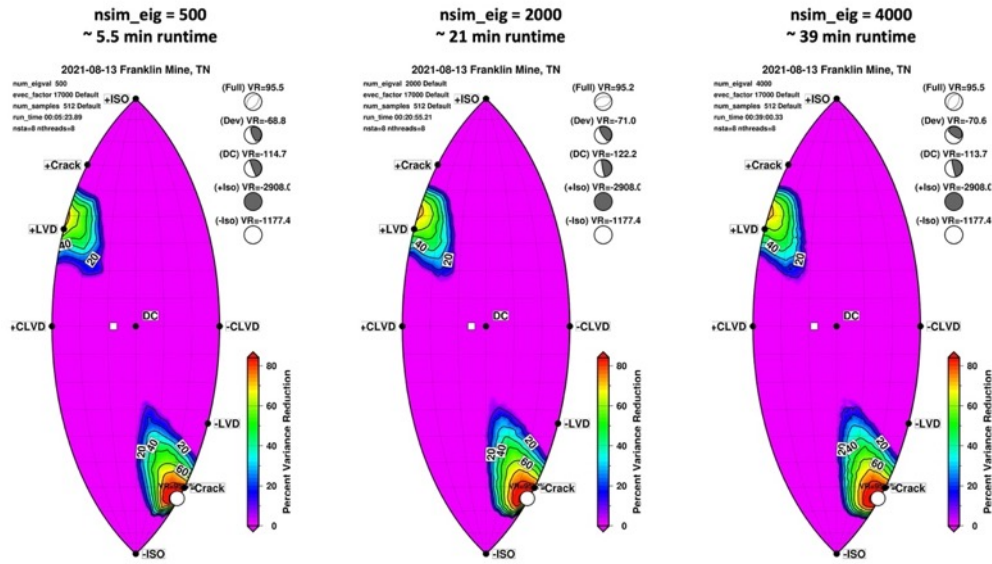 nsim_eig = 500
~ 5.5 min runtime
2021-08-13 Franklin Mine, TN
num_eigval 500
evec_factor 17000 Default
num_samples 512 Default
run_time 00:05:23.89
nsta=8 nthreads=8
(Full) VR=95.5
(Dev) VR=-68.8
(DC) VR=-114.7
(+Iso) VR=-2908.0
(-Iso) VR=-1177.4
+ISO
+Crack
+LVD
40
20
+CLVD
DC
-CLVD
-LVD
20
40
20
60
-Crack
-ISO
80
60
40
20
0
Percent Variance Reduction
nsim_eig = 2000
~ 21 min runtime
2021-08-13 Franklin Mine, TN
num_eigval 2000 Default
evec_factor 17000 Default
num_samples 512 Default
run_time 00:20:55.21
nsta=8 nthreads=8
(Full) VR=95.2
(Dev) VR=-71.0
(DC) VR=-122.2
(+Iso) VR=-2908.0
(-Iso) VR=-1177.4
+ISO
+Crack
+LVD
40
20
+CLVD
DC
-CLVD
-LVD
20
40
20
60
-Crack
-ISO
80
60
40
20
0
Percent Variance Reduction
nsim_eig = 4000
~ 39 min runtime
2021-08-13 Franklin Mine, TN
num_eigval 4000
evec_factor 17000 Default
num_samples 512 Default
run_time 00:39:00.33
nsta=8 nthreads=8
(Full) VR=95.6
(Dev) VR=-70.6
(DC) VR=-113.7
(+Iso) VR=-2908.0
(-Iso) VR=-1177.4
+ISO
+Crack
+LVD
40
20
+CLVD
DC
-CLVD
-LVD
20
40
20
60
-Crack
-ISO
80
60
40
20
0
Percent Variance Reduction